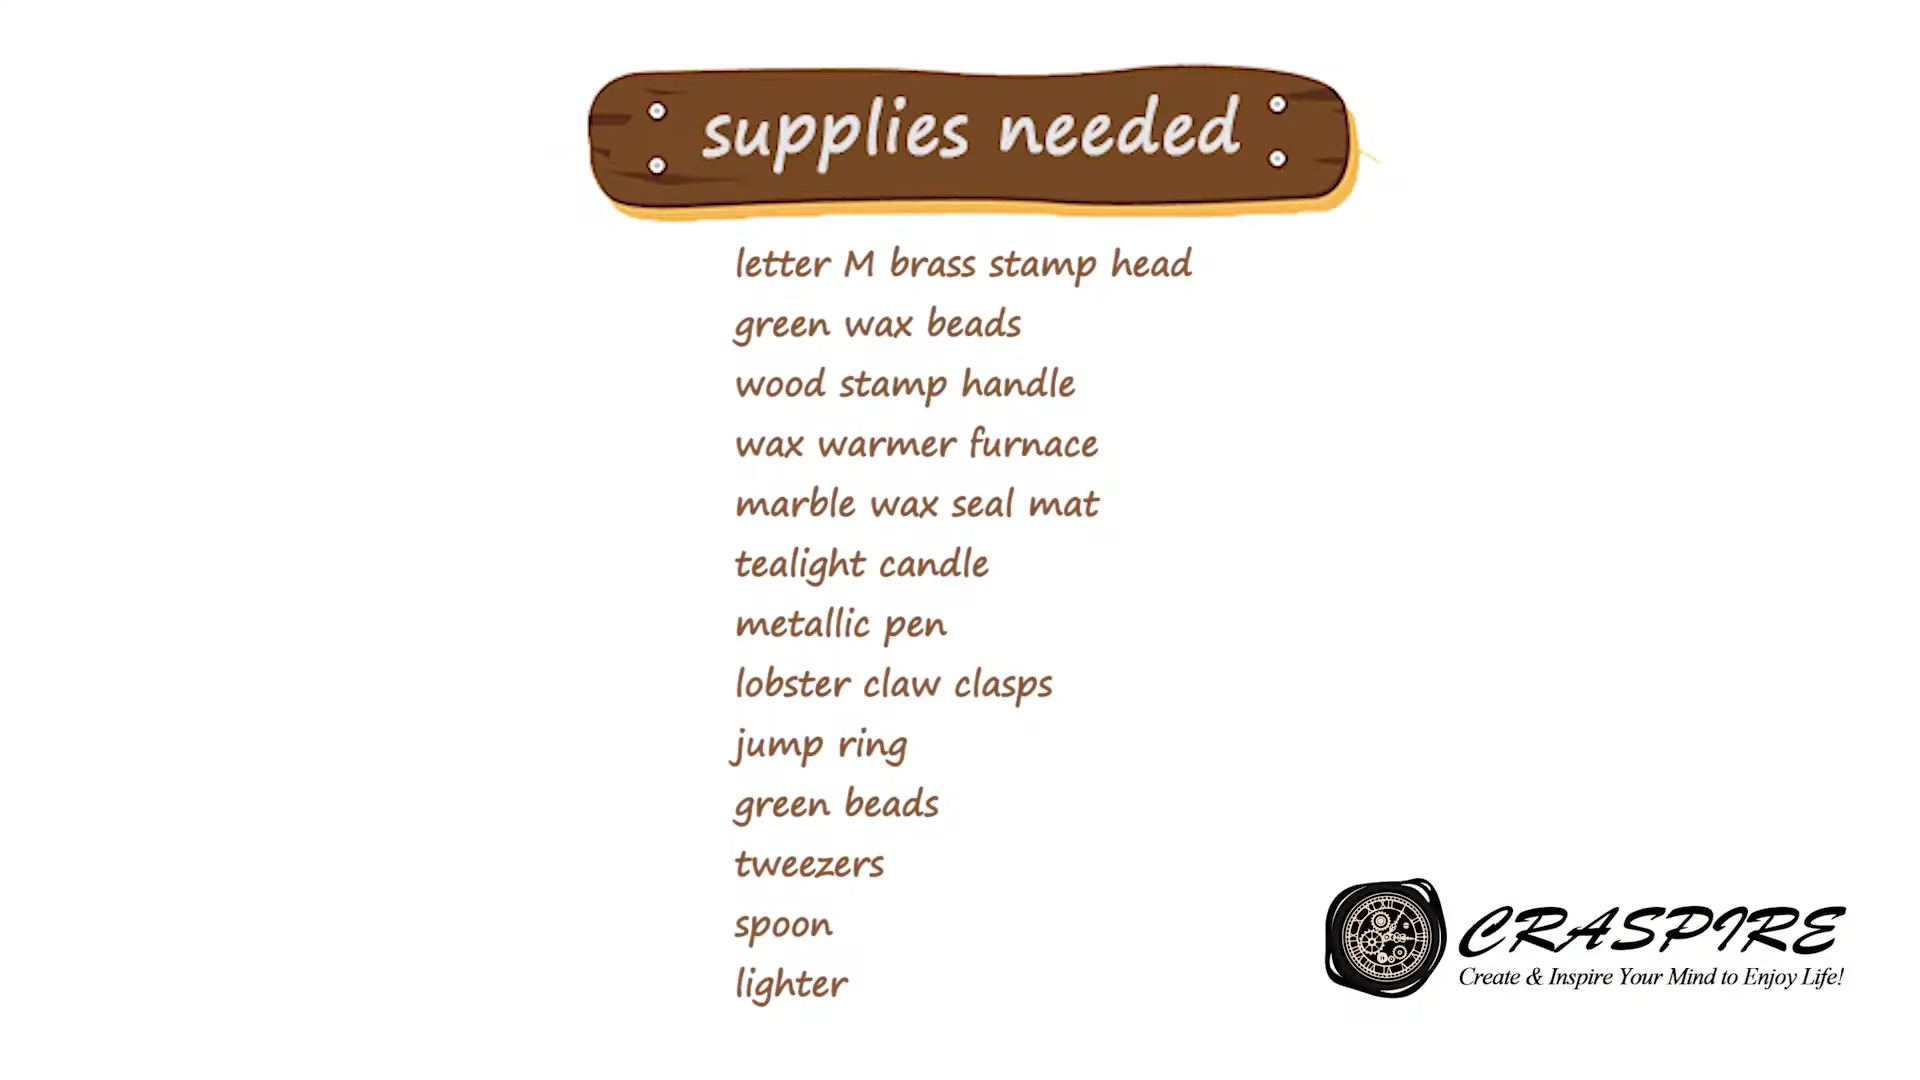 supplies needed
letter M brass stamp head
green wax beads
wood stamp handle
wax warmer furnace
marble wax seal mat
tealight candle
metallic pen
lobster claw clasps
jump ring
green beads
tweezers
spoon
lighter
CRASPIRE
Create & Inspire Your Mind to Enjoy Life!